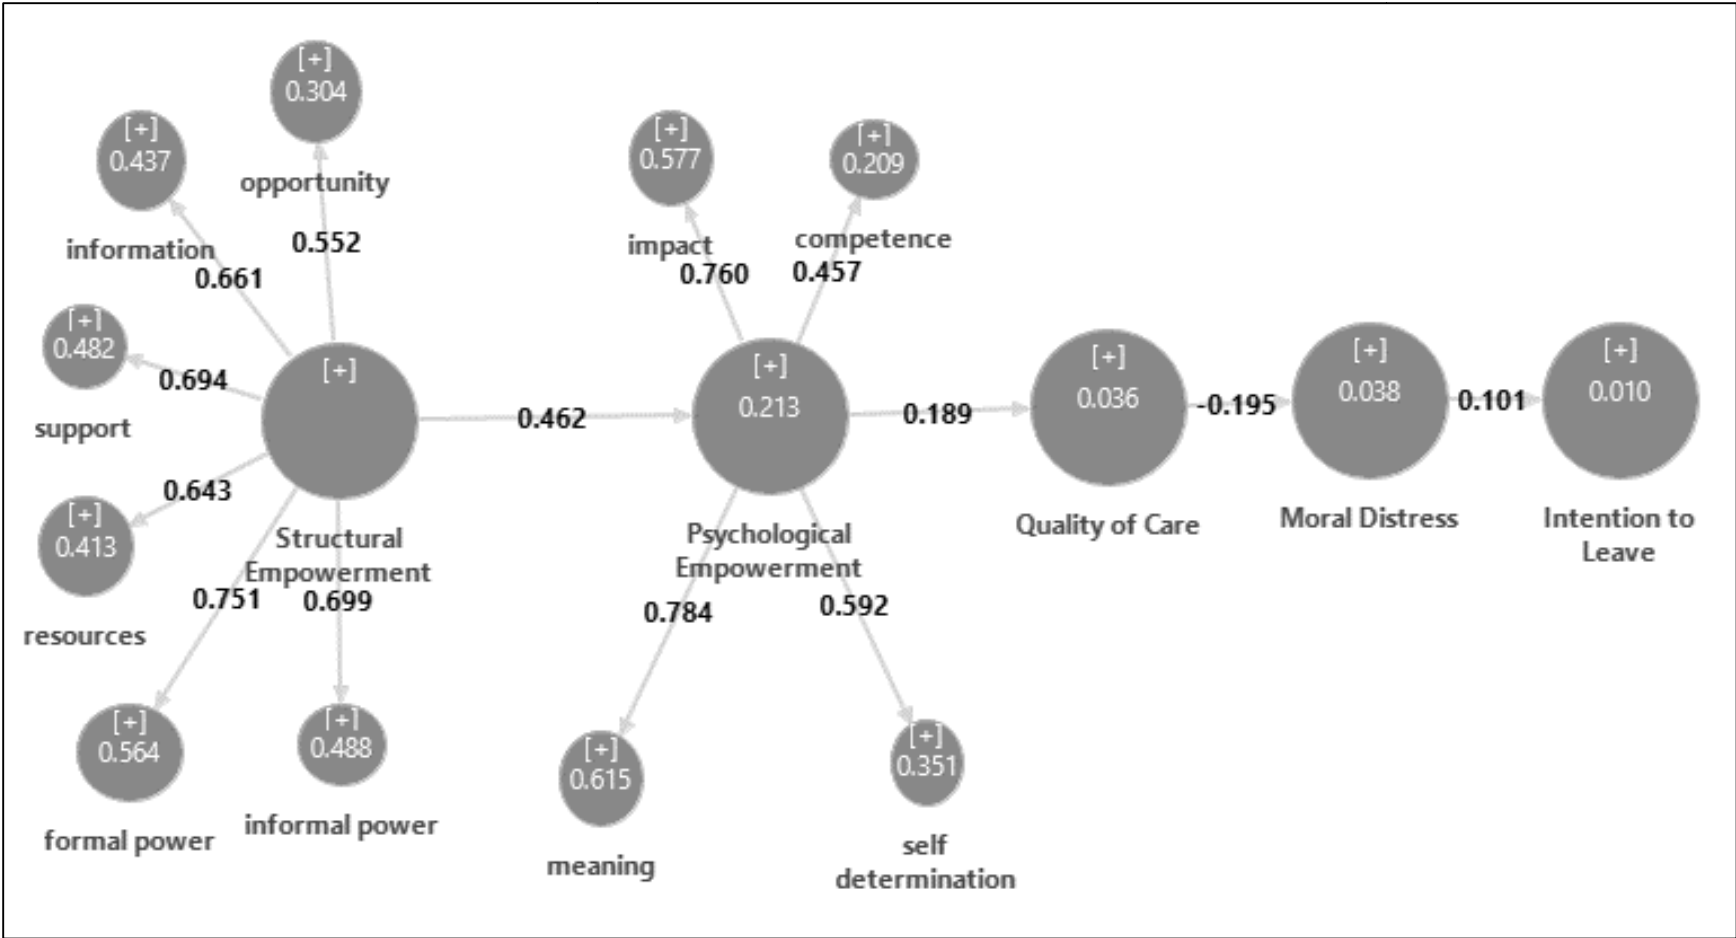 [+]
0.304
opportunity
0.552
[+]
0.437
information
0.661
[+]
0.482
support
0.694
[+]
0.413
resources
0.643
[+]
Structural
Empowerment
0.751
0.699
[+]
0.564
formal power
[+]
0.488
informal power
0.462
[+]
0.577
impact
0.760
[+]
0.209
competence
0.457
[+]
0.213
Psychological
Empowerment
0.784
0.592
[+]
0.615
meaning
[+]
0.351
self
determination
0.189
[+]
0.036
Quality of Care
-0.195
[+]
0.038
Moral Distress
0.101
[+]
0.010
Intention to
Leave